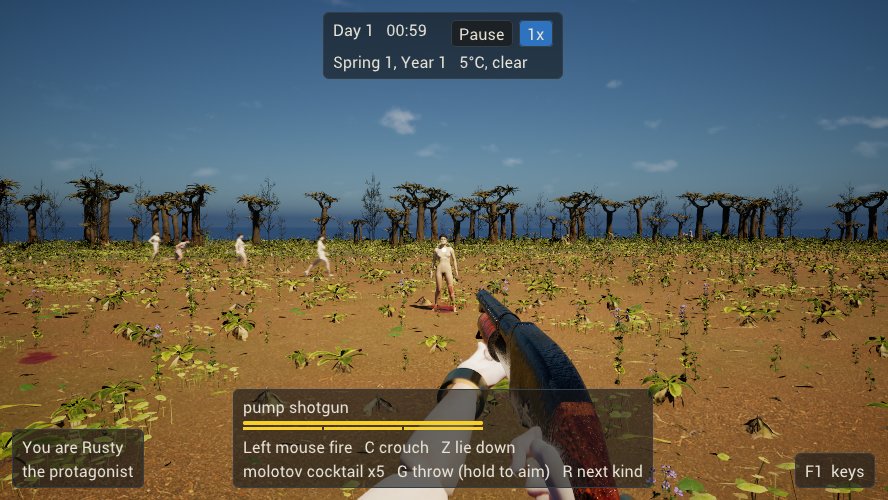 Day 1 00:59 Pause 1x
Spring 1, Year 1 5°C, clear
pump shotgun
Left mouse fire C crouch Z lie down
molotov cocktail x5 G throw (hold to aim) R next kind
You are Rusty
the protagonist
F1 keys